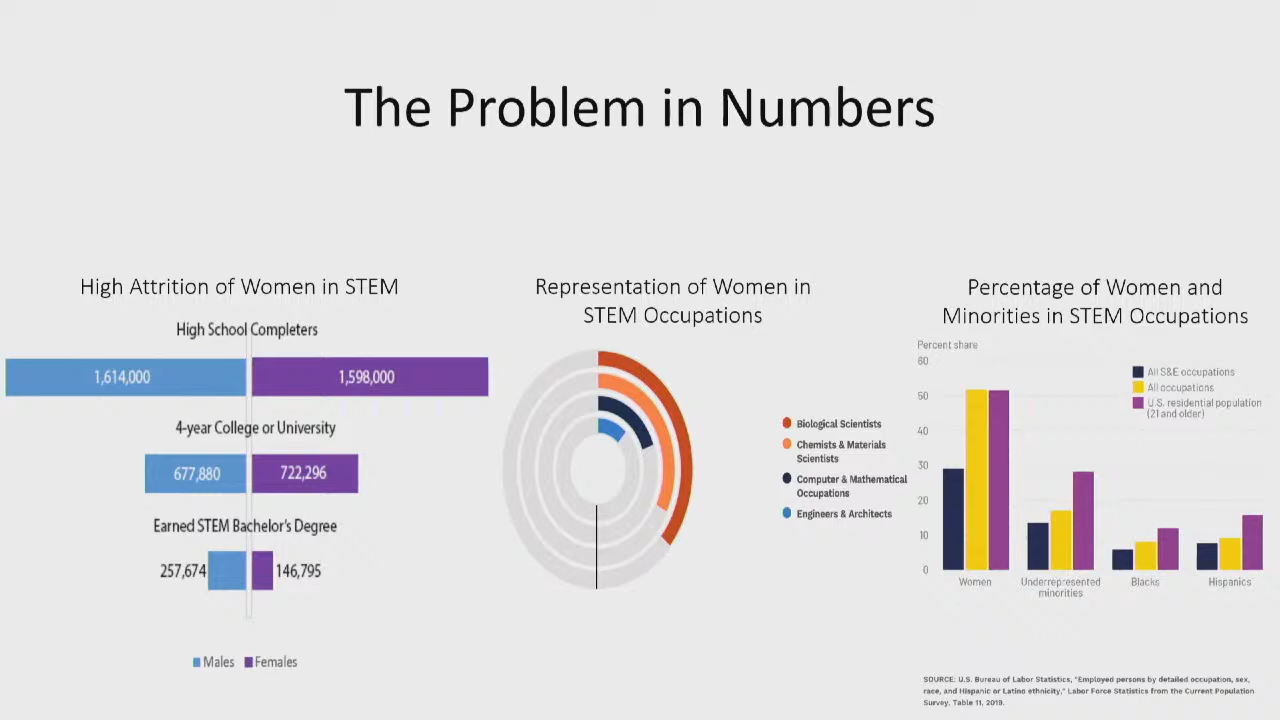 The Problem in Numbers
High Attrition of Women in STEM
High School Completers
1,614,000
1,598,000
4-year College or University
677,880
722,296
Earned STEM Bachelor's Degree
257,674
146,795
Males
Females
Representation of Women in
STEM Occupations
Biological Scientists
Chemists & Materials
Scientists
Computer & Mathematical
Occupations
Engineers & Architects
Percentage of Women and
Minorities in STEM Occupations
Percent share
60
50
40
30
20
10
0
All S&E occupations
All occupations
U.S. residential population
(21 and older)
Women
Underrepresented
minorities
Blacks
Hispanics
SOURCE: U.S. Bureau of Labor Statistics, "Employed persons by detailed occupation, sex,
race, and Hispanic or Latino ethnicity," Labor Force Statistics from the Current Population
Survey, Table 11, 2019.